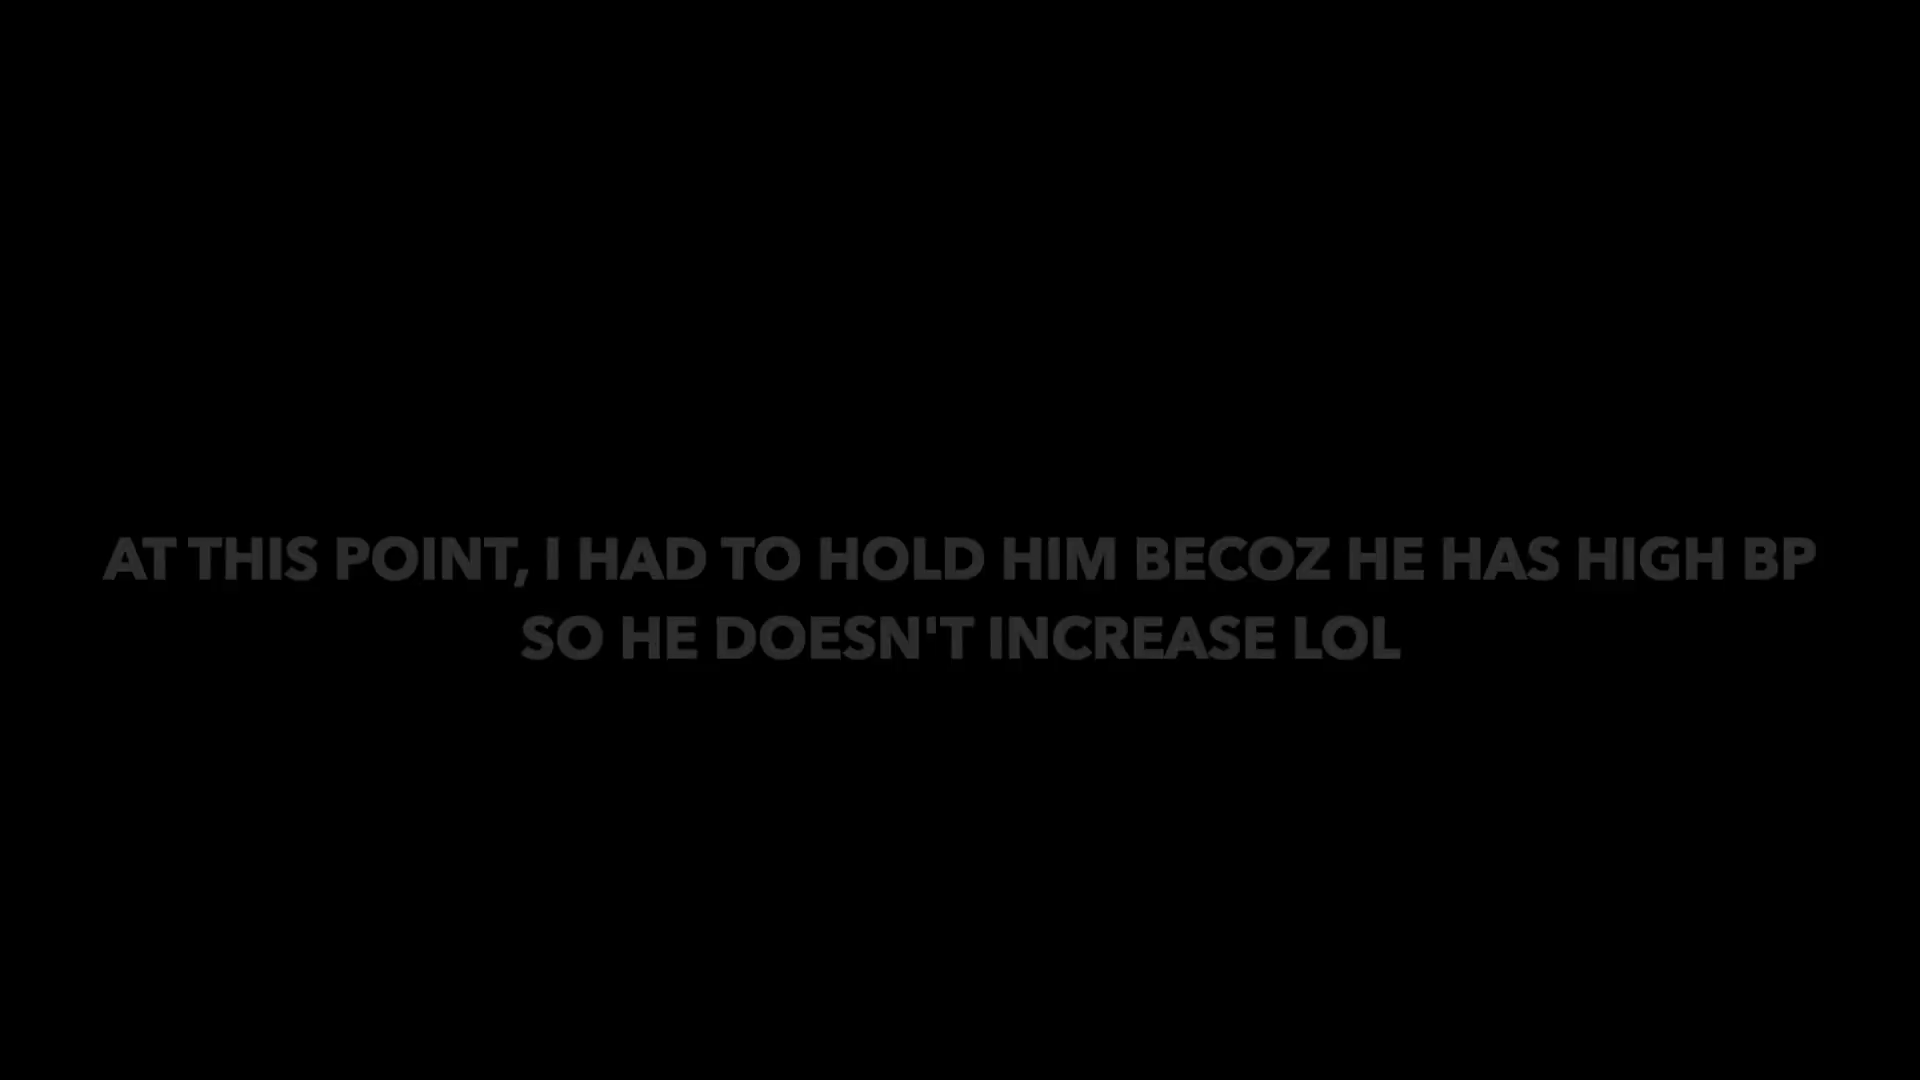 AT THIS POINT, I HAD TO HOLD HIM BECOZ HE HAS HIGH BP
SO HE DOESN'T INCREASE LOL